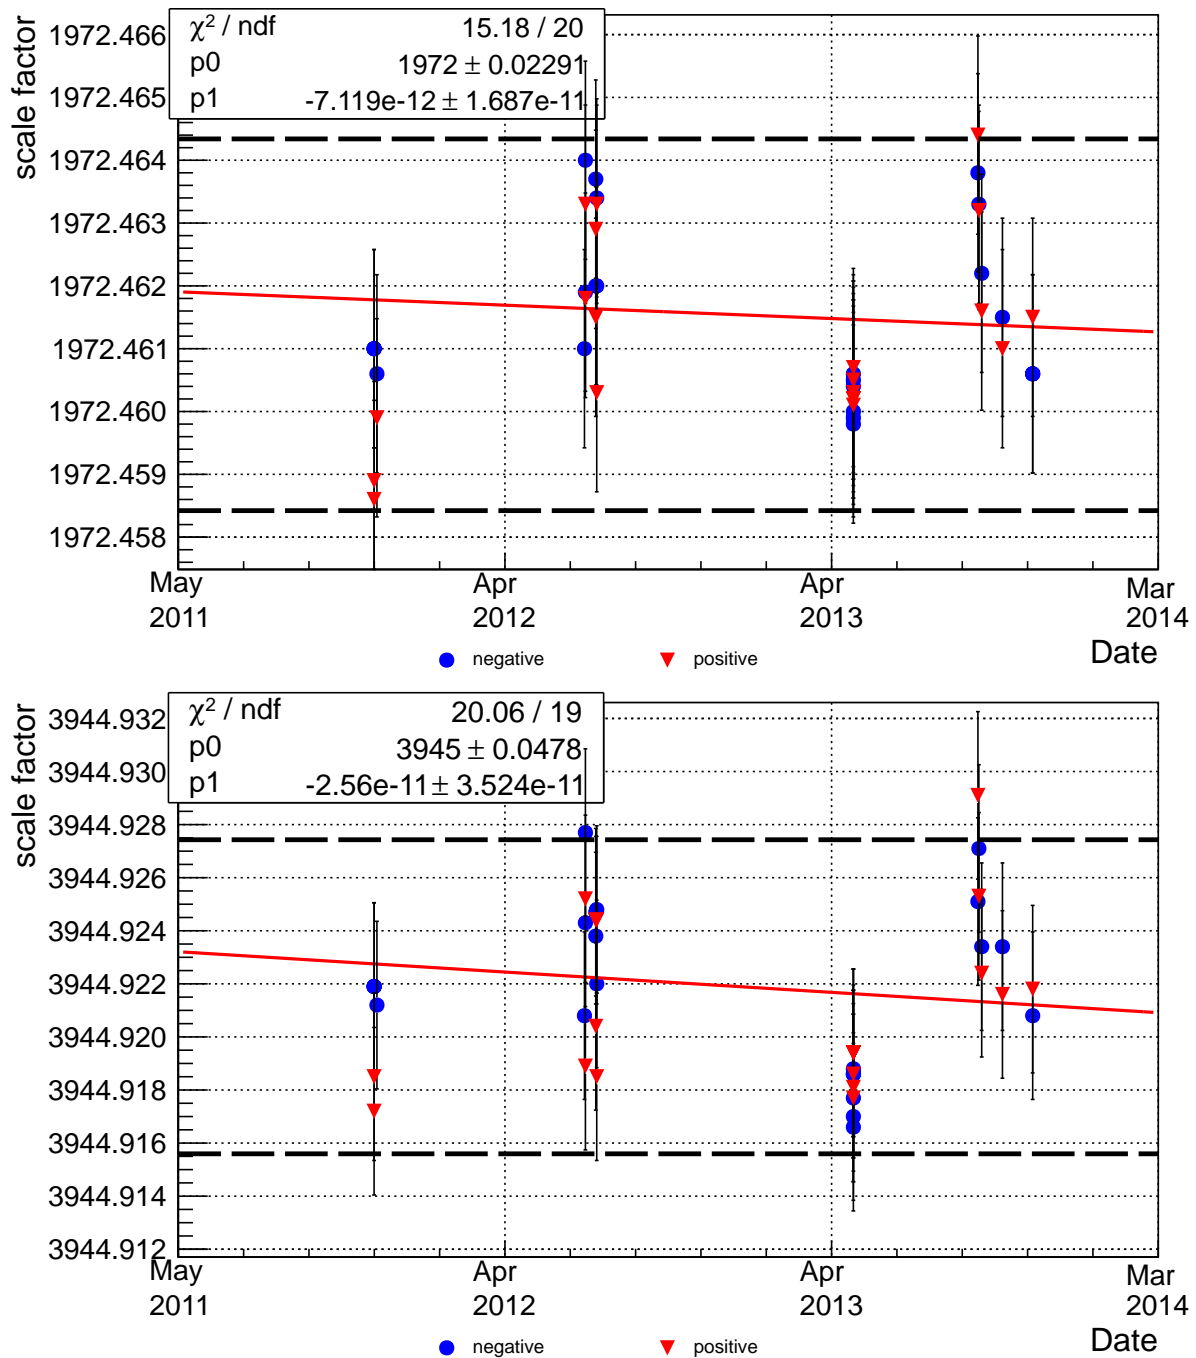 scale factor
χ² / ndf 15.18 / 20
p0 1972 ± 0.02291
p1 -7.119e-12 ± 1.687e-11
1972.466
1972.465
1972.464
1972.463
1972.462
1972.461
1972.460
1972.459
1972.458
May Apr Apr Mar
2011 2012 2013 2014
Date
negative positive
scale factor
χ² / ndf 20.06 / 19
p0 3945 ± 0.0478
p1 -2.56e-11 ± 3.524e-11
3944.932
3944.930
3944.928
3944.926
3944.924
3944.922
3944.920
3944.918
3944.916
3944.914
3944.912
May Apr Apr Mar
2011 2012 2013 2014
Date
negative positive